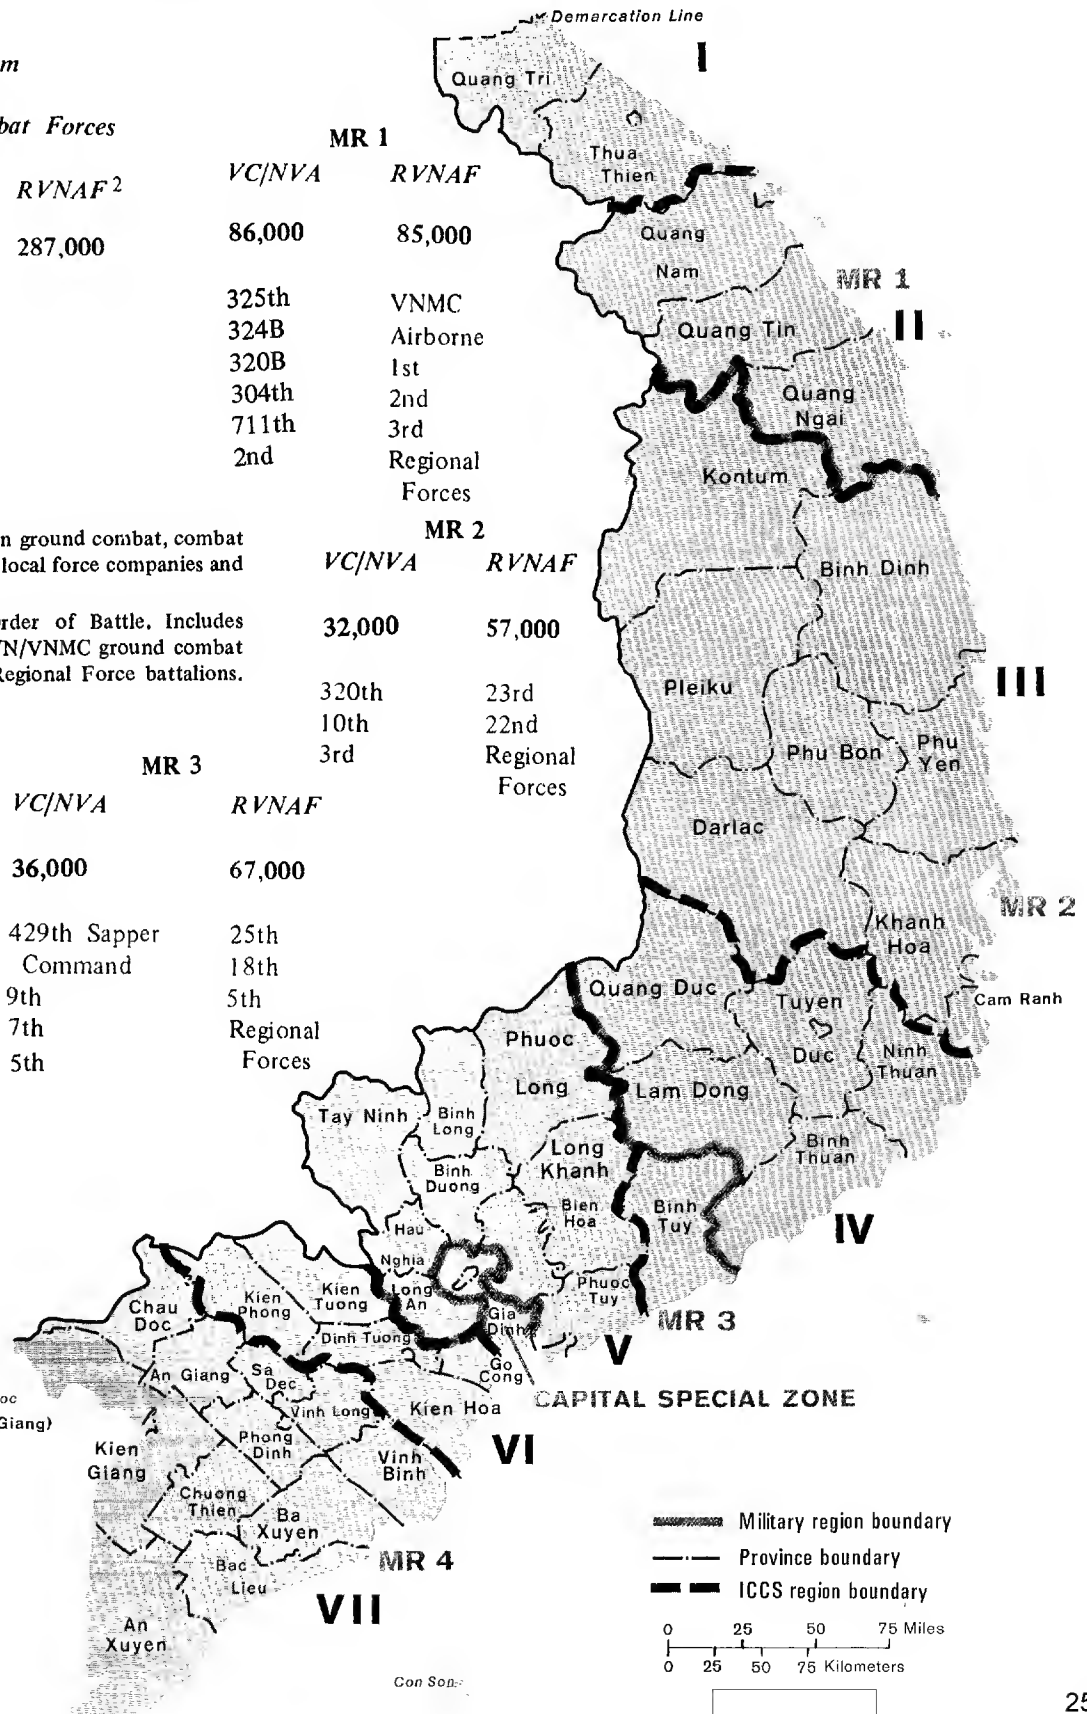 Demarcation Line
m
bat Forces
RVNAF 2
287,000
MR 1
VC/NVA RVNAF
86,000 85,000
325th VNMC
324B Airborne
320B 1st
304th 2nd
711th 3rd
2nd Regional
Forces
n ground combat, combat
local force companies and
rder of Battle. Includes
N/VNMC ground combat
Regional Force battalions.
MR 2
VC/NVA RVNAF
32,000 57,000
320th 23rd
10th 22nd
3rd Regional
Forces
MR 3
VC/NVA RVNAF
36,000 67,000
429th Sapper 25th
Command 18th
9th 5th
7th Regional
5th Forces
I
Quang Tri
Thua
Thien
Quang
Nam
MR 1
II
Quang Tin
Quang
Ngai
Kontum
Binh Dinh
III
Pleiku
Phu Bon
Phu
Yen
Darlac
MR 2
Khanh
Hoa
Cam Ranh
Quang Duc
Tuyen
Duc
Ninh
Thuan
Phuoc
Long
Lam Dong
Tay Ninh
Binh
Long
Long
Khanh
Binh
Thuan
Binh
Duong
Bien
Hoa
Binh
Tuy
IV
Hau
Nghia
Long
An
Gia
Dinh
Phuoc
Tuy
MR 3
V
Kien
Phong
Kien
Tuong
Chau
Doc
Dinh Tuong
Go
Cong
CAPITAL SPECIAL ZONE
An Giang
Sa
Dec
oc
Giang)
Vinh Long
Kien Hoa
VI
Kien
Giang
Phong
Dinh
Vinh
Binh
Chuong
Thien
Ba
Xuyen
MR 4
Bac
Lieu
VII
An
Xuyen
Con Son
Military region boundary
Province boundary
ICCS region boundary
0 25 50 75 Miles
0 25 50 75 Kilometers
25